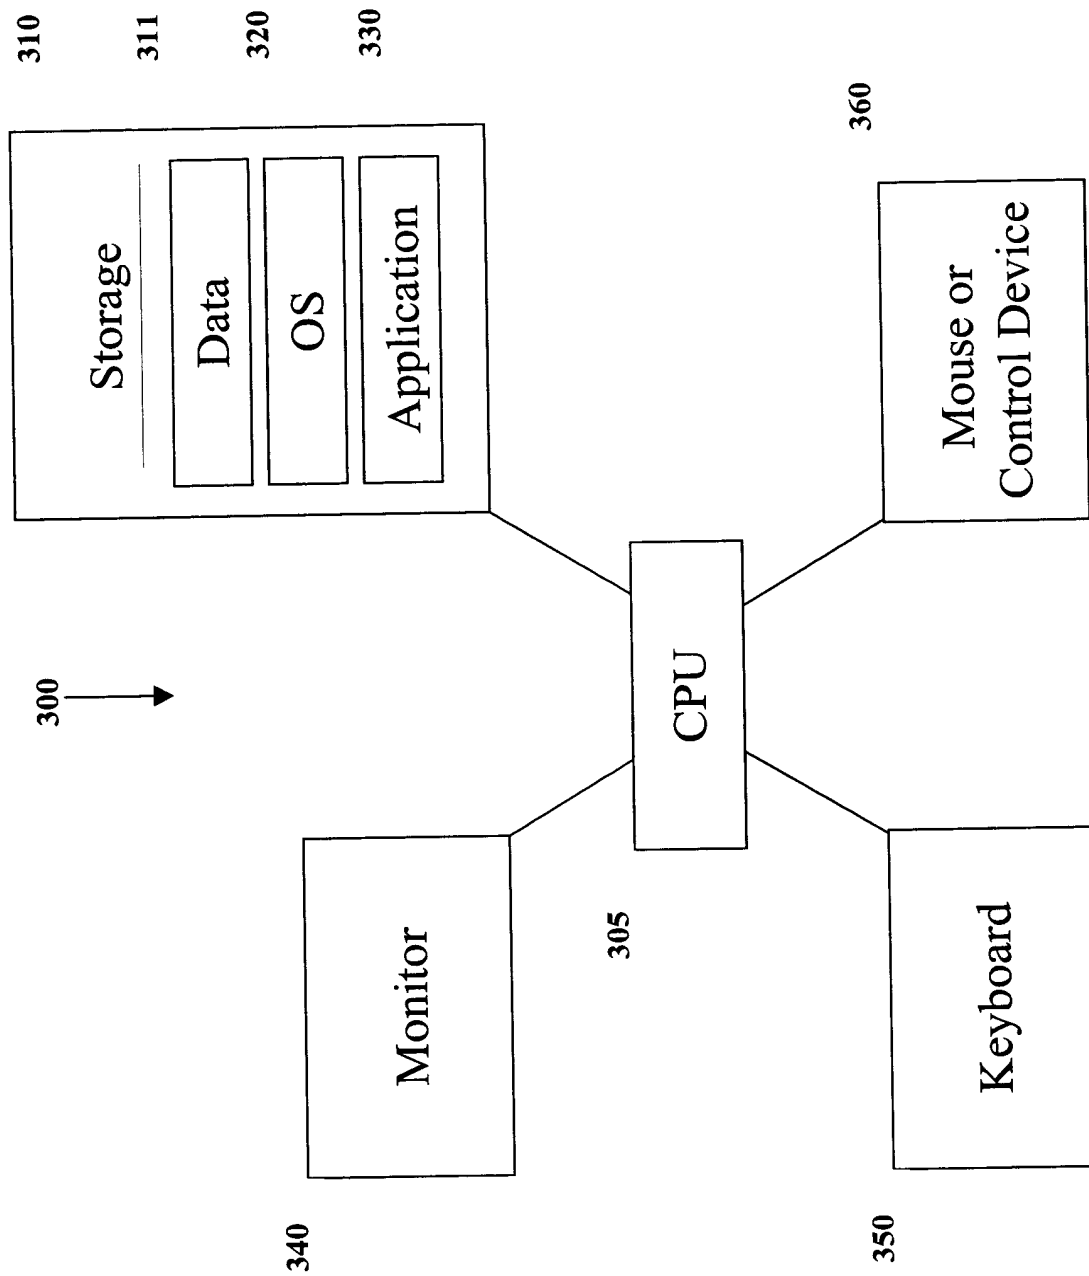 300
310
Storage
311
Data
320
OS
330
Application
340
Monitor
305
CPU
360
Mouse or
Control Device
350
Keyboard